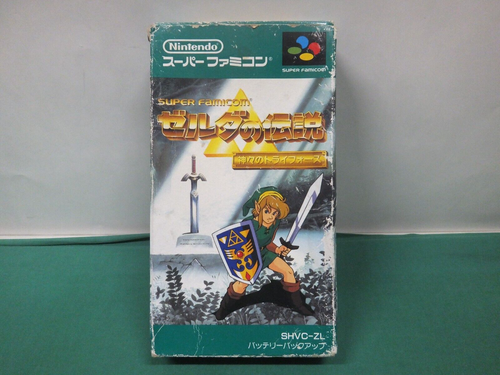 Nintendo
スーパーファミコン®
SUPER FAMICOM
SUPER FAMICOM
ゼルダの伝説
神々のトライフォース
SHVC-ZL
バッテリーバックアップ